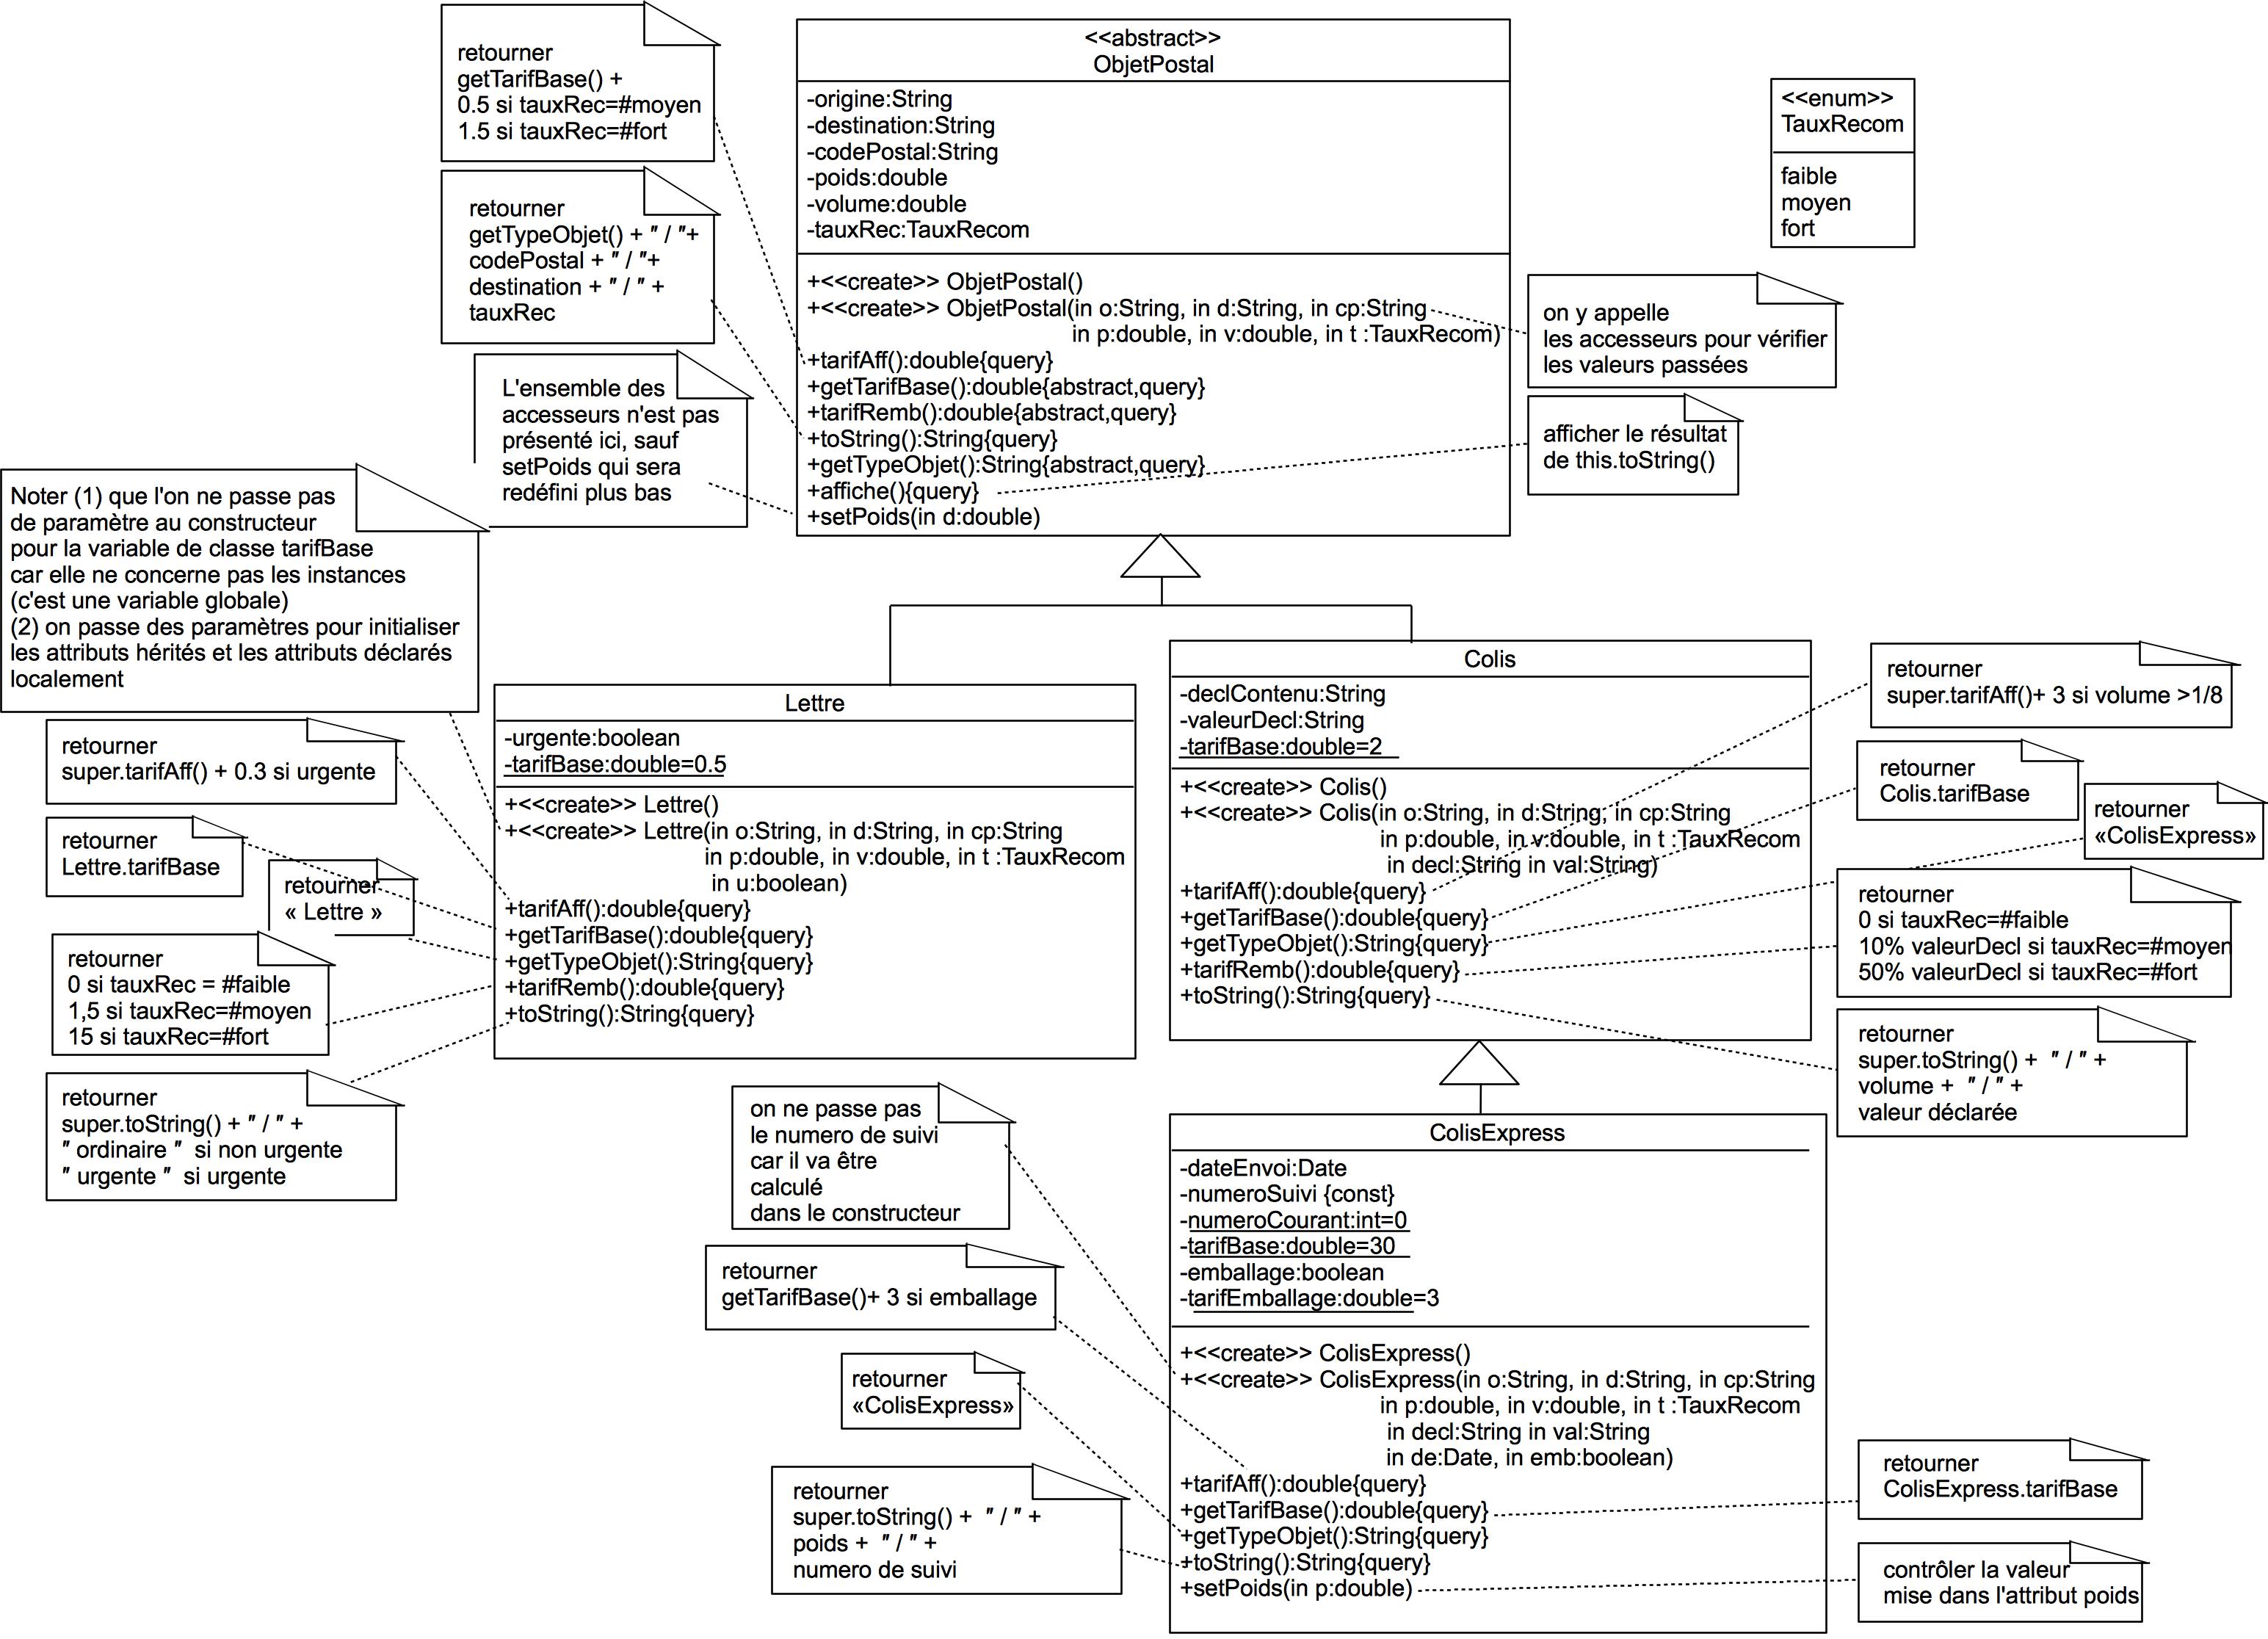 retourner
getTarifBase() +
0.5 si tauxRec=#moyen
1.5 si tauxRec=#fort
retourner
getTypeObjet() + " / "+
codePostal + " / "+
destination + " / " +
tauxRec
L'ensemble des
accesseurs n'est pas
présenté ici, sauf
setPoids qui sera
redéfini plus bas
<<abstract>>
ObjetPostal
-origine:String
-destination:String
-codePostal:String
-poids:double
-volume:double
-tauxRec:TauxRecom
+<<create>> ObjetPostal()
+<<create>> ObjetPostal(in o:String, in d:String, in cp:String
in p:double, in v:double, in t :TauxRecom)
+tarifAff():double{query}
+getTarifBase():double{abstract,query}
+tarifRemb():double{abstract,query}
+toString():String{query}
+getTypeObjet():String{abstract,query}
+affiche(){query}
+setPoids(in d:double)
<<enum>>
TauxRecom
faible
moyen
fort
on y appelle
les accesseurs pour vérifier
les valeurs passées
afficher le résultat
de this.toString()
Noter (1) que l'on ne passe pas
de paramètre au constructeur
pour la variable de classe tarifBase
car elle ne concerne pas les instances
(c'est une variable globale)
(2) on passe des paramètres pour initialiser
les attributs hérités et les attributs déclarés
localement
retourner
super.tarifAff() + 0.3 si urgente
retourner
Lettre.tarifBase
retourner
« Lettre »
retourner
0 si tauxRec = #faible
1,5 si tauxRec=#moyen
15 si tauxRec=#fort
retourner
super.toString() + " / " +
" ordinaire "  si non urgente
" urgente "  si urgente
Lettre
-urgente:boolean
-tarifBase:double=0.5
+<<create>> Lettre()
+<<create>> Lettre(in o:String, in d:String, in cp:String
in p:double, in v:double, in t :TauxRecom
in u:boolean)
+tarifAff():double{query}
+getTarifBase():double{query}
+getTypeObjet():String{query}
+tarifRemb():double{query}
+toString():String{query}
Colis
-declContenu:String
-valeurDecl:String
-tarifBase:double=2
+<<create>> Colis()
+<<create>> Colis(in o:String, in d:String, in cp:String
in p:double, in v:double, in t :TauxRecom
in decl:String in val:String)
+tarifAff():double{query}
+getTarifBase():double{query}
+getTypeObjet():String{query}
+tarifRemb():double{query}
+toString():String{query}
retourner
super.tarifAff()+ 3 si volume >1/8
retourner
Colis.tarifBase
retourner
«ColisExpress»
retourner
0 si tauxRec=#faible
10% valeurDecl si tauxRec=#moyen
50% valeurDecl si tauxRec=#fort
retourner
super.toString() +  " / " +
volume +  " / " +
valeur déclarée
on ne passe pas
le numero de suivi
car il va être
calculé
dans le constructeur
retourner
getTarifBase()+ 3 si emballage
retourner
«ColisExpress»
retourner
super.toString() +  " / " +
poids +  " / " +
numero de suivi
ColisExpress
-dateEnvoi:Date
-numeroSuivi {const}
-numeroCourant:int=0
-tarifBase:double=30
-emballage:boolean
-tarifEmballage:double=3
+<<create>> ColisExpress()
+<<create>> ColisExpress(in o:String, in d:String, in cp:String
in p:double, in v:double, in t :TauxRecom
in decl:String in val:String
in de:Date, in emb:boolean)
+tarifAff():double{query}
+getTarifBase():double{query}
+getTypeObjet():String{query}
+toString():String{query}
+setPoids(in p:double)
retourner
ColisExpress.tarifBase
contrôler la valeur
mise dans l'attribut poids